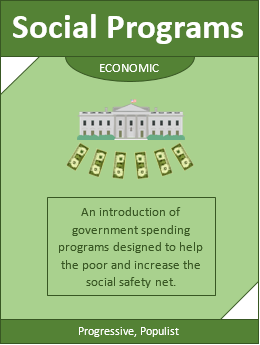 Social Programs
ECONOMIC
An introduction of
government spending
programs designed to help
the poor and increase the
social safety net.
Progressive, Populist